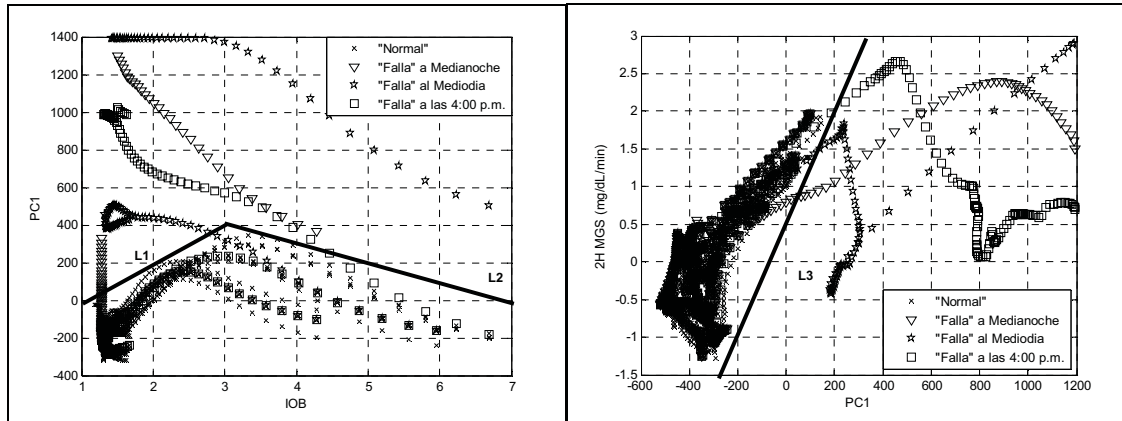 1400
1200
1000
800
600
400
200
0
-200
-400
1 2 3 4 5 6 7
PC1
IOB
"Normal"
"Falla" a Medianoche
"Falla" al Mediodia
"Falla" a las 4:00 p.m.
L1
L2
3
2.5
2
1.5
1
0.5
0
-0.5
-1
-1.5
-600 -400 -200 0 200 400 600 800 1000 1200
2H MGS (mg/dL/min)
PC1
L3
"Normal"
"Falla" a Medianoche
"Falla" al Mediodia
"Falla" a las 4:00 p.m.